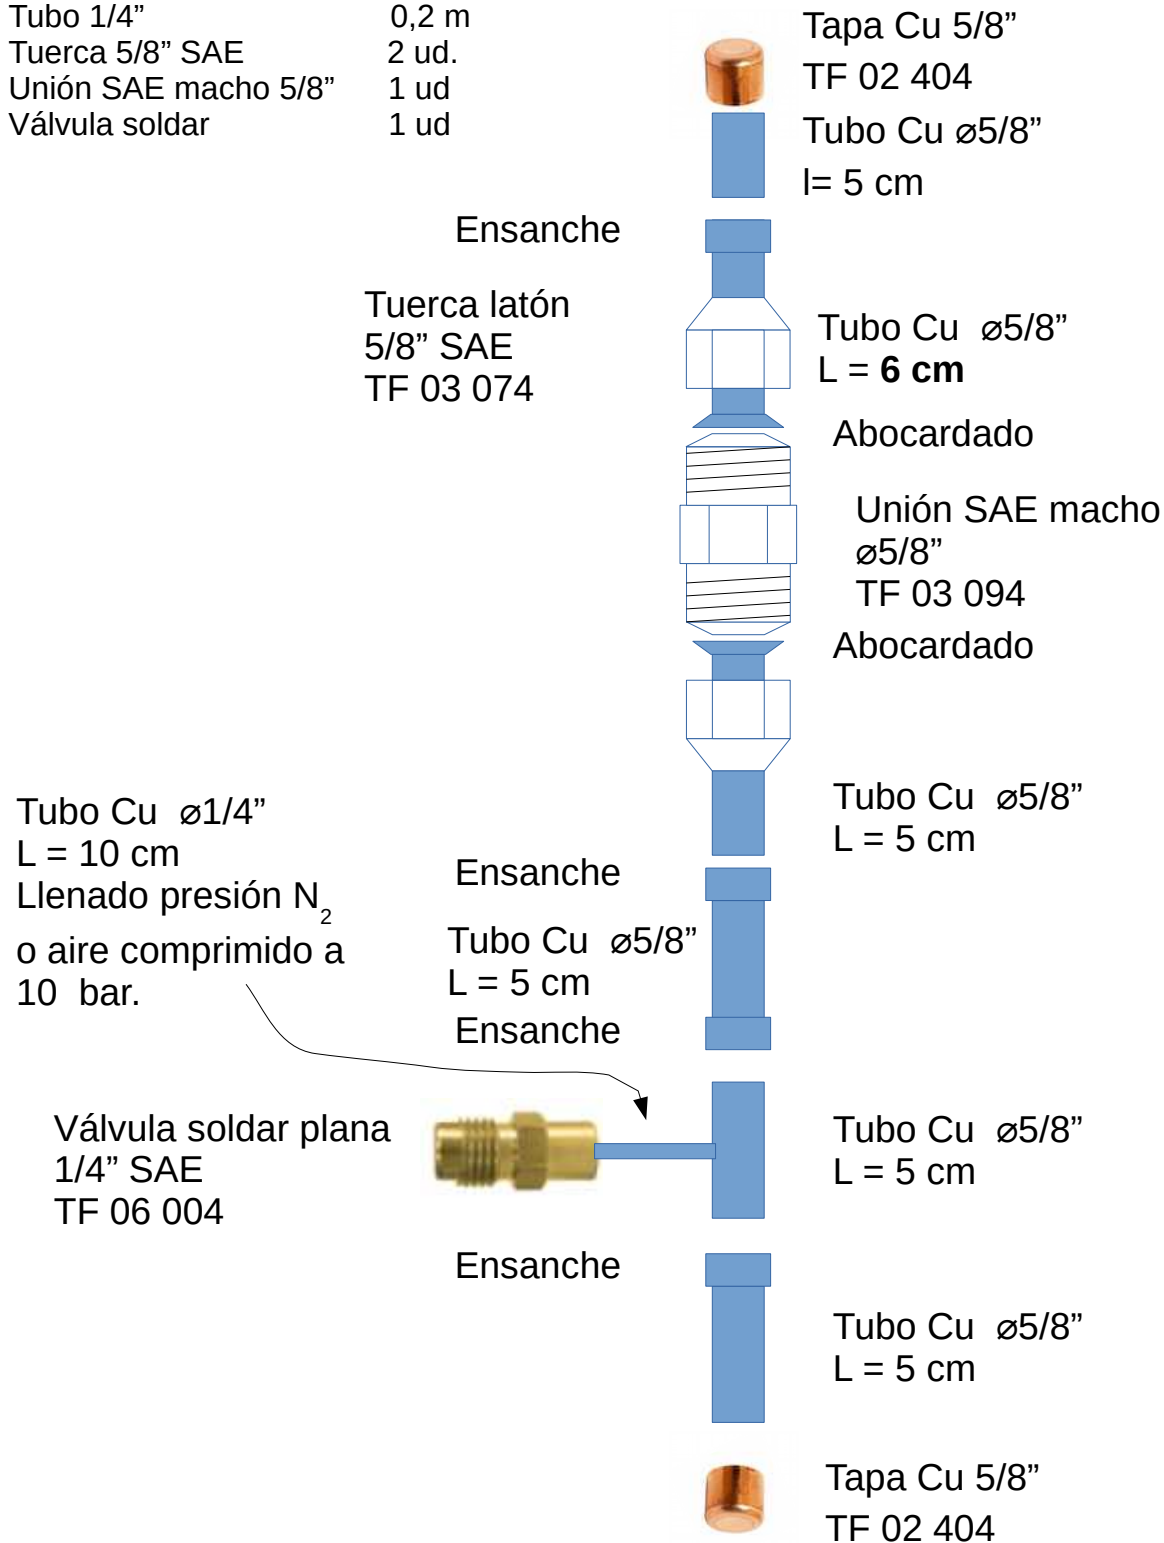 Tubo 1/4” 0,2 m
Tuerca 5/8” SAE 2 ud.
Unión SAE macho 5/8” 1 ud
Válvula soldar 1 ud
Tapa Cu 5/8”
TF 02 404
Tubo Cu ⌀5/8”
l= 5 cm
Ensanche
Tuerca latón
5/8” SAE
TF 03 074
Tubo Cu ⌀5/8”
L = 6 cm
Abocardado
Unión SAE macho
⌀5/8”
TF 03 094
Abocardado
Tubo Cu ⌀5/8”
L = 5 cm
Tubo Cu ⌀1/4”
L = 10 cm
Llenado presión N2
o aire comprimido a
10 bar.
Ensanche
Tubo Cu ⌀5/8”
L = 5 cm
Ensanche
Válvula soldar plana
1/4” SAE
TF 06 004
Tubo Cu ⌀5/8”
L = 5 cm
Ensanche
Tubo Cu ⌀5/8”
L = 5 cm
Tapa Cu 5/8”
TF 02 404